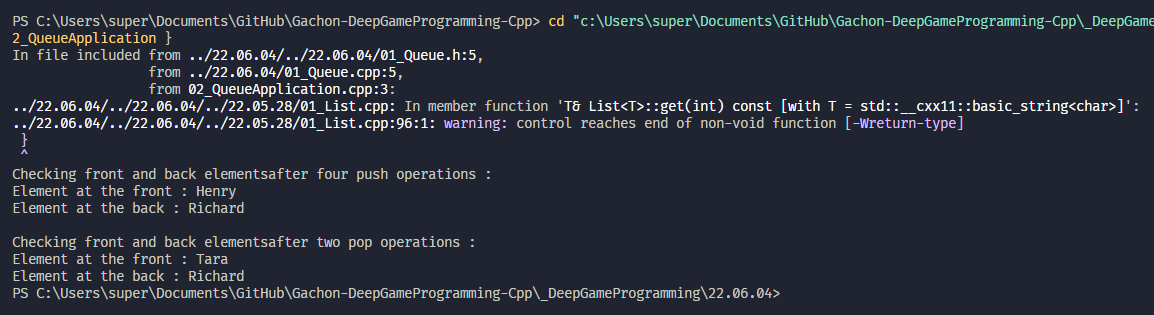 PS C:\Users\super\Documents\GitHub\Gachon-DeepGameProgramming-Cpp> cd "c:\Users\super\Documents\GitHub\Gachon-DeepGameProgramming-Cpp\_DeepGame
2_QueueApplication }
In file included from ../22.06.04/../22.06.04/01_Queue.h:5,
                 from ../22.06.04/01_Queue.cpp:5,
                 from 02_QueueApplication.cpp:3:
../22.06.04/../22.06.04/../22.05.28/01_List.cpp: In member function 'T& List<T>::get(int) const [with T = std::__cxx11::basic_string<char>]':
../22.06.04/../22.06.04/../22.05.28/01_List.cpp:96:1: warning: control reaches end of non-void function [-Wreturn-type]
 }
 ^
Checking front and back elementsafter four push operations :
Element at the front : Henry
Element at the back : Richard

Checking front and back elementsafter two pop operations :
Element at the front : Tara
Element at the back : Richard
PS C:\Users\super\Documents\GitHub\Gachon-DeepGameProgramming-Cpp\_DeepGameProgramming\22.06.04>